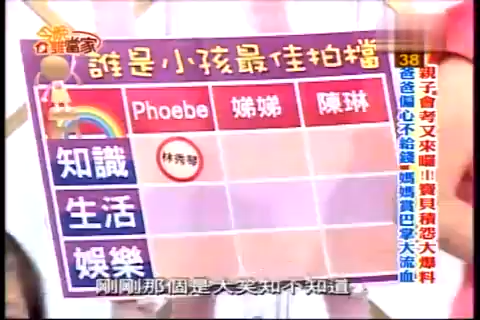 今晚
誰當家
誰是小孩最佳拍檔
Phoebe 娣娣 陳琳
知識 林秀琴
生活
娛樂
剛剛那個是大笑知不知道
38
親子會考又來囉!!寶貝積怨大爆料
爸爸偏心不給錢 媽媽賞巴掌大流血